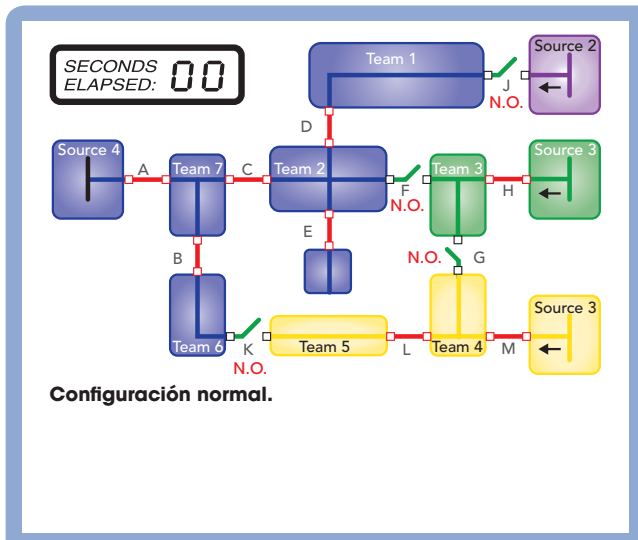 SECONDS
ELAPSED: 00
Team 1
Source 2
J
N.O.
D
Source 4
A
Team 7
C
Team 2
F
N.O.
Team 3
H
Source 3
E
B
N.O.
G
Source 3
Team 6
K
N.O.
Team 5
L
Team 4
M
Configuración normal.